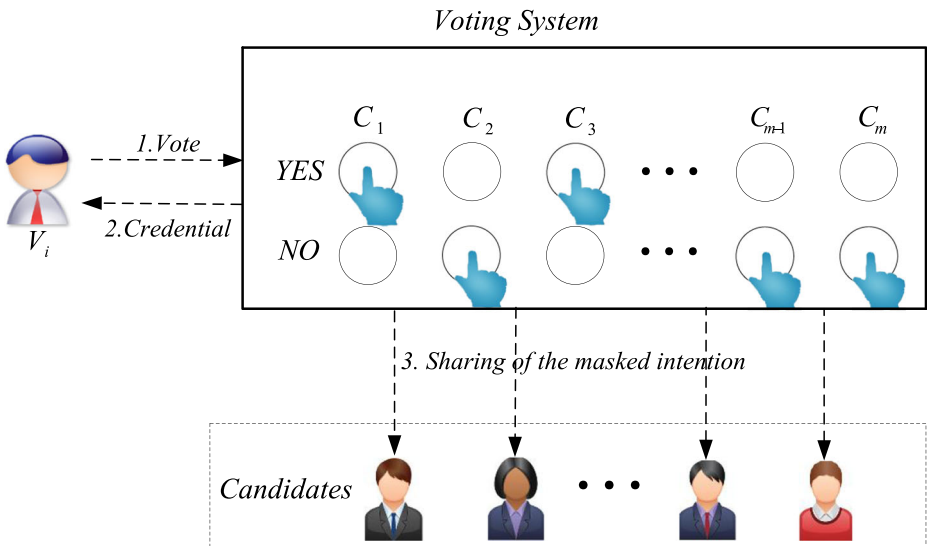 Voting System
C1 C2 C3 Cm-1 Cm
1.Vote
YES • • •
2.Credential
Vi
NO • • •
3. Sharing of the masked intention
Candidates • • •